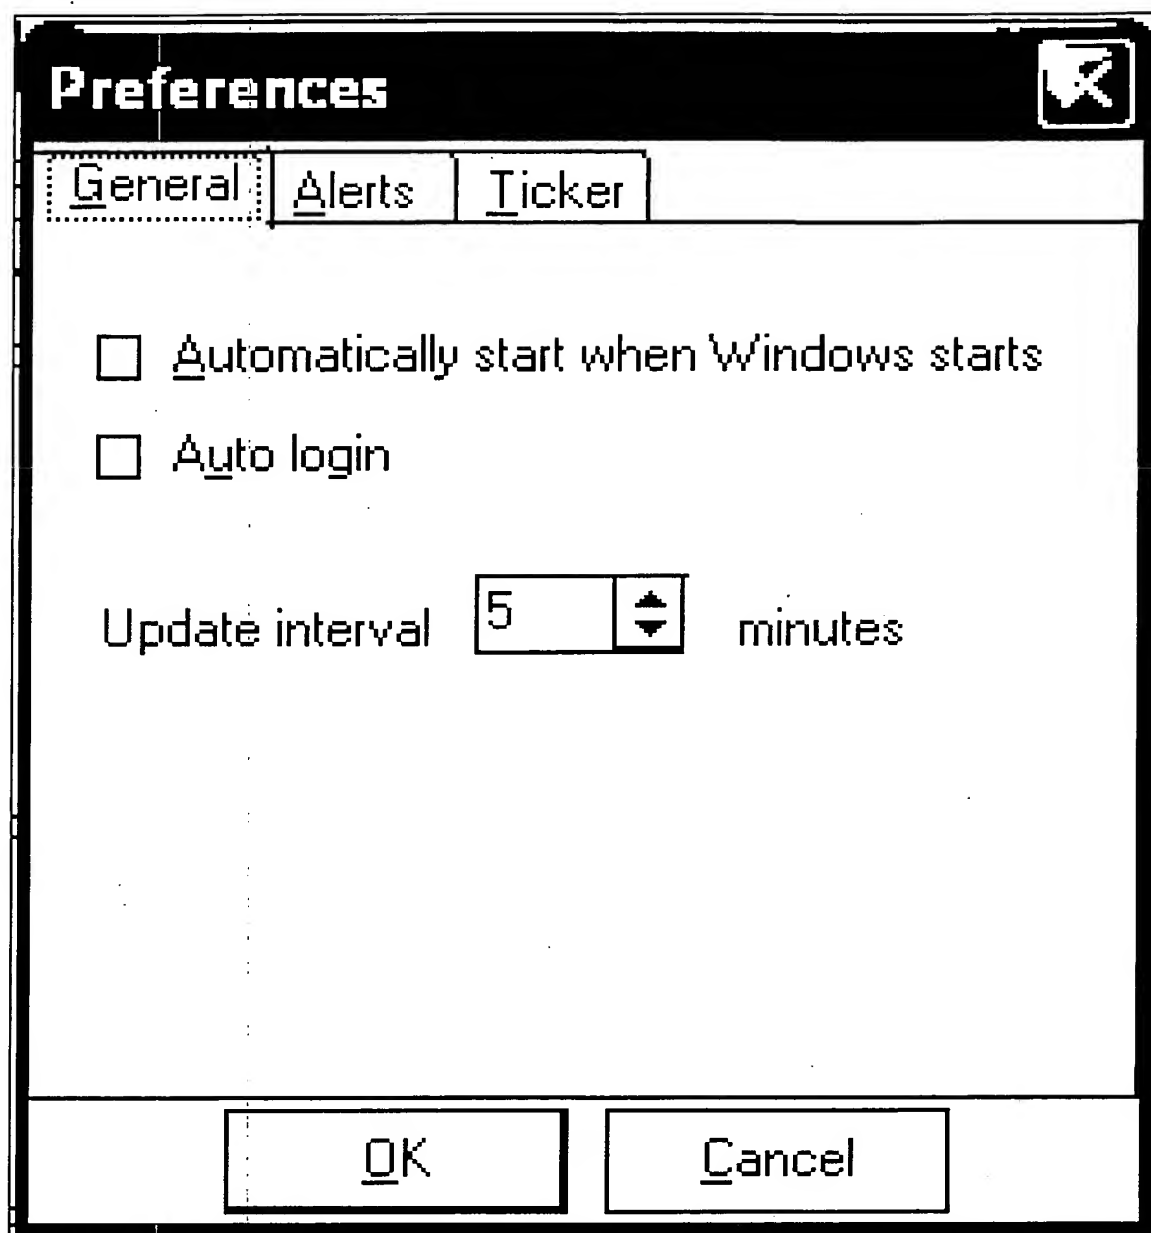 Preferences
General Alerts Ticker
Automatically start when Windows starts
Auto login
Update interval 5 minutes
OK Cancel